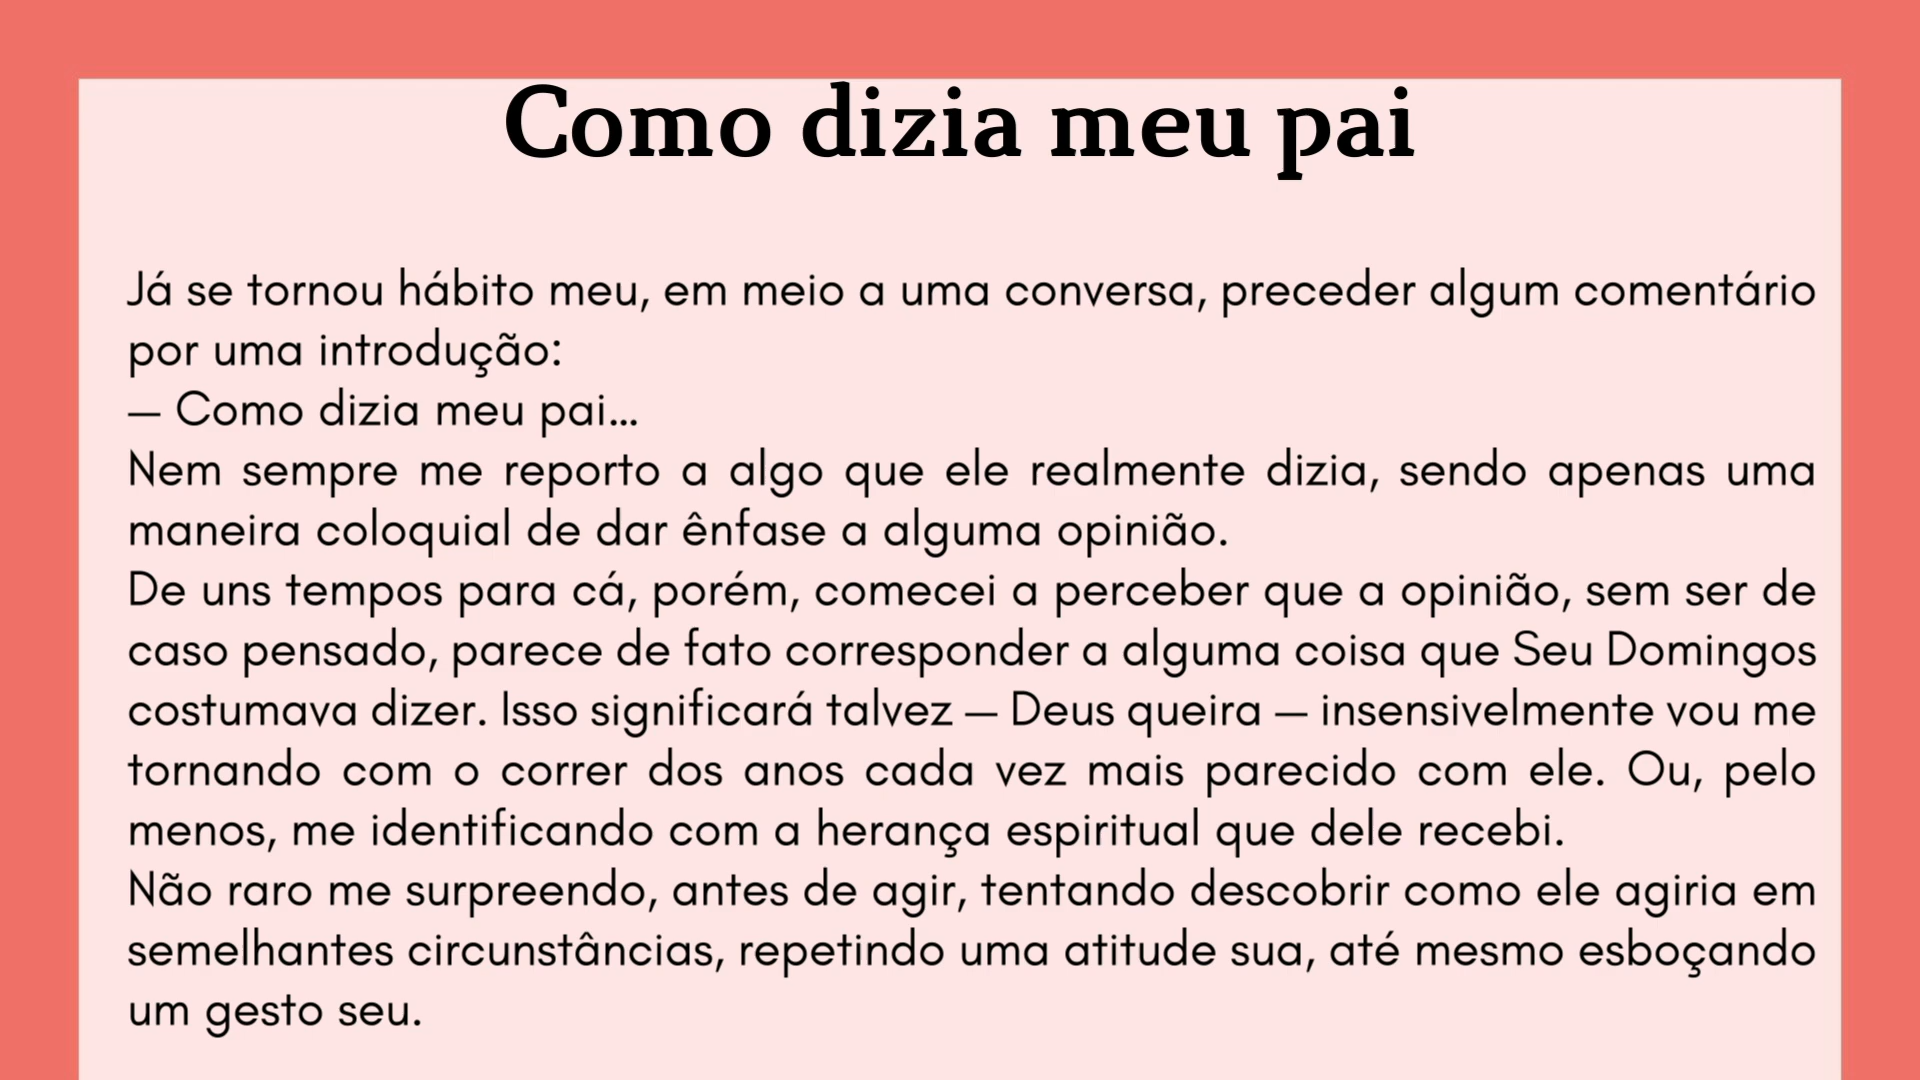 Como dizia meu pai
Já se tornou hábito meu, em meio a uma conversa, preceder algum comentário
por uma introdução:
— Como dizia meu pai...
Nem sempre me reporto a algo que ele realmente dizia, sendo apenas uma
maneira coloquial de dar ênfase a alguma opinião.
De uns tempos para cá, porém, comecei a perceber que a opinião, sem ser de
caso pensado, parece de fato corresponder a alguma coisa que Seu Domingos
costumava dizer. Isso significará talvez — Deus queira — insensivelmente vou me
tornando com o correr dos anos cada vez mais parecido com ele. Ou, pelo
menos, me identificando com a herança espiritual que dele recebi.
Não raro me surpreendo, antes de agir, tentando descobrir como ele agiria em
semelhantes circunstâncias, repetindo uma atitude sua, até mesmo esboçando
um gesto seu.